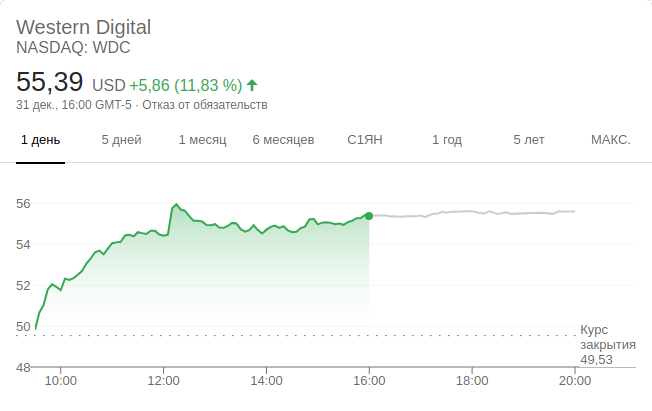 Western Digital
NASDAQ: WDC
55,39 USD +5,86 (11,83 %)
31 дек., 16:00 GMT-5 · Отказ от обязательств
1 день 5 дней 1 месяц 6 месяцев С1ЯН 1 год 5 лет МАКС.
56
54
52
50
48
Курс
закрытия
49,53
10:00 12:00 14:00 16:00 18:00 20:00